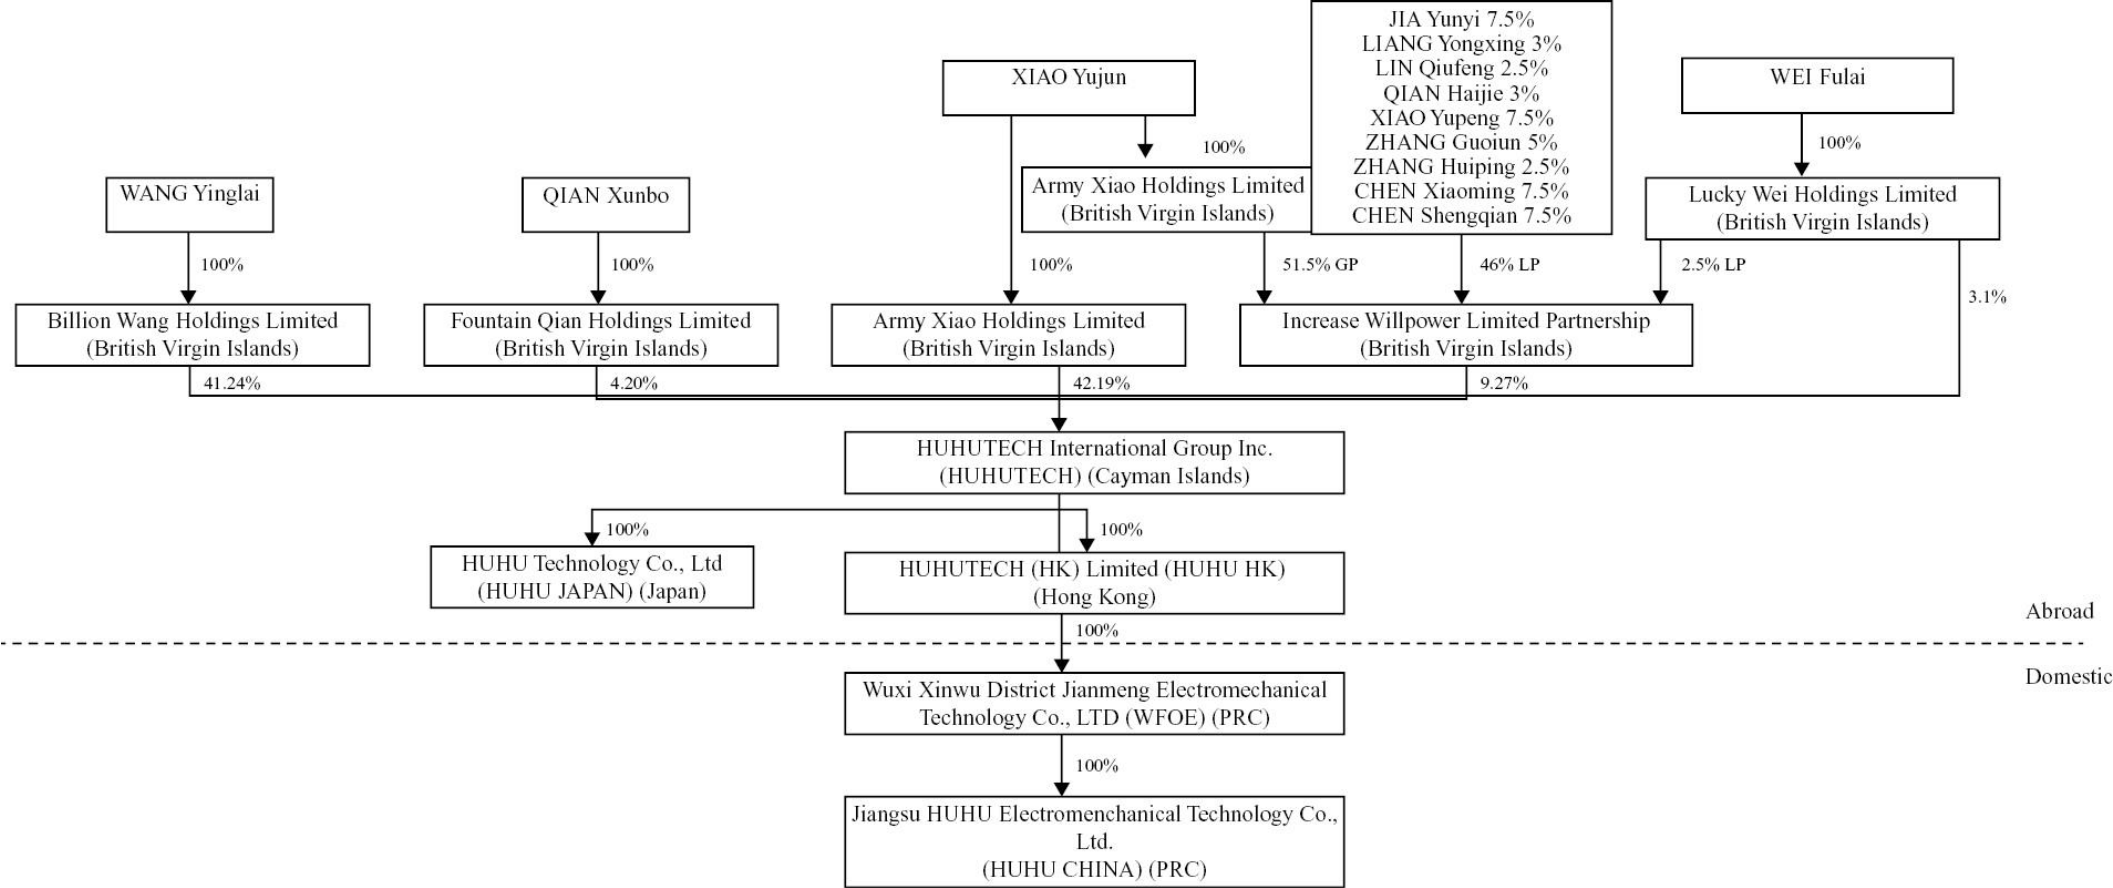 JIA Yunyi 7.5%
LIANG Yongxing 3%
LIN Qiufeng 2.5%
QIAN Haijie 3%
XIAO Yupeng 7.5%
ZHANG Guoiun 5%
ZHANG Huiping 2.5%
CHEN Xiaoming 7.5%
CHEN Shengqian 7.5%
XIAO Yujun
WEI Fulai
100%
100%
WANG Yinglai
QIAN Xunbo
Army Xiao Holdings Limited
(British Virgin Islands)
Lucky Wei Holdings Limited
(British Virgin Islands)
100%
100%
100%
51.5% GP
46% LP
2.5% LP
3.1%
Billion Wang Holdings Limited
(British Virgin Islands)
Fountain Qian Holdings Limited
(British Virgin Islands)
Army Xiao Holdings Limited
(British Virgin Islands)
Increase Willpower Limited Partnership
(British Virgin Islands)
41.24%
4.20%
42.19%
9.27%
HUHUTECH International Group Inc.
(HUHUTECH) (Cayman Islands)
100%
100%
HUHU Technology Co., Ltd
(HUHU JAPAN) (Japan)
HUHUTECH (HK) Limited (HUHU HK)
(Hong Kong)
Abroad
100%
Domestic
Wuxi Xinwu District Jianmeng Electromechanical
Technology Co., LTD (WFOE) (PRC)
100%
Jiangsu HUHU Electromenchanical Technology Co.,
Ltd.
(HUHU CHINA) (PRC)